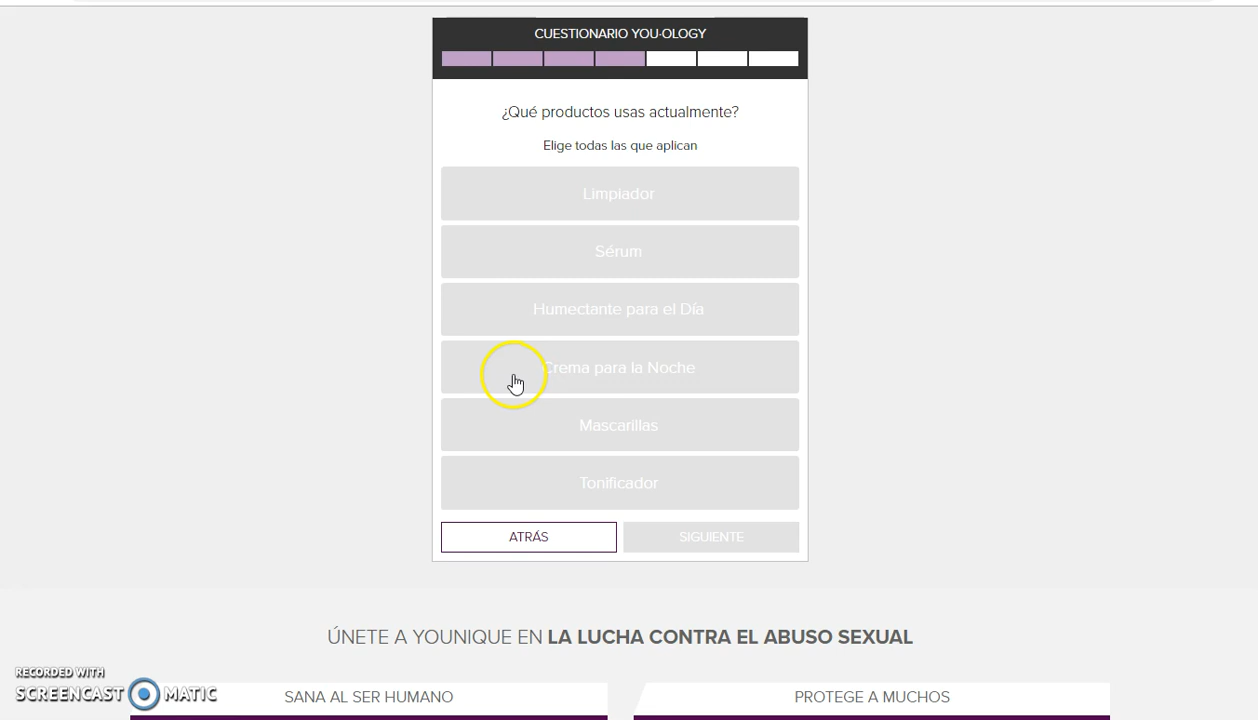 CUESTIONARIO YOU·OLOGY
¿Qué productos usas actualmente?
Elige todas las que aplican
Limpiador
Sérum
Humectante para el Día
Crema para la Noche
Mascarillas
Tonificador
ATRÁS
SIGUIENTE
ÚNETE A YOUNIQUE EN LA LUCHA CONTRA EL ABUSO SEXUAL
RECORDED WITH
SCREENCAST MATIC
SANA AL SER HUMANO
PROTEGE A MUCHOS